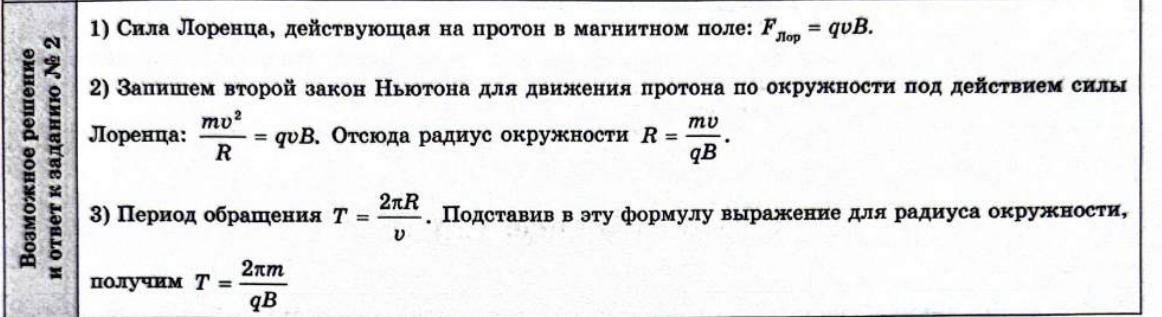 Возможное решение
и ответ к заданию № 2
1) Сила Лоренца, действующая на протон в магнитном поле: F_Лор = qvB.
2) Запишем второй закон Ньютона для движения протона по окружности под действием силы
Лоренца: mv²/R = qvB. Отсюда радиус окружности R = mv/qB.
3) Период обращения T = 2πR/v. Подставив в эту формулу выражение для радиуса окружности,
получим T = 2πm/qB